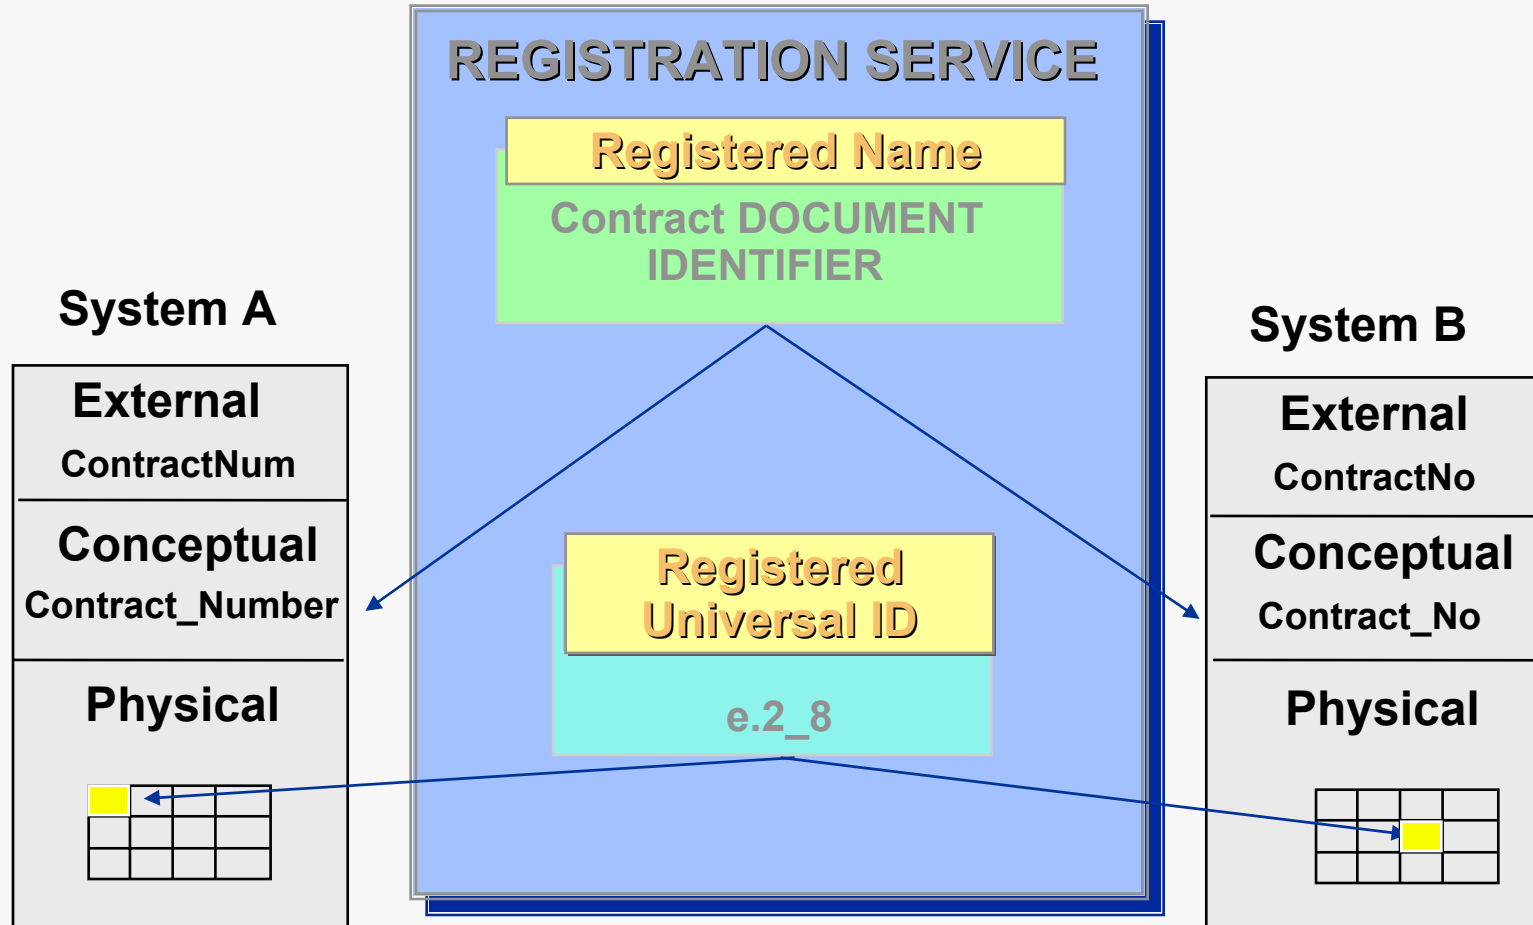 REGISTRATION SERVICE
Registered Name
Contract DOCUMENT
IDENTIFIER
System A
External
ContractNum
Conceptual
Contract_Number
Physical
Registered
Universal ID
e.2_8
System B
External
ContractNo
Conceptual
Contract_No
Physical